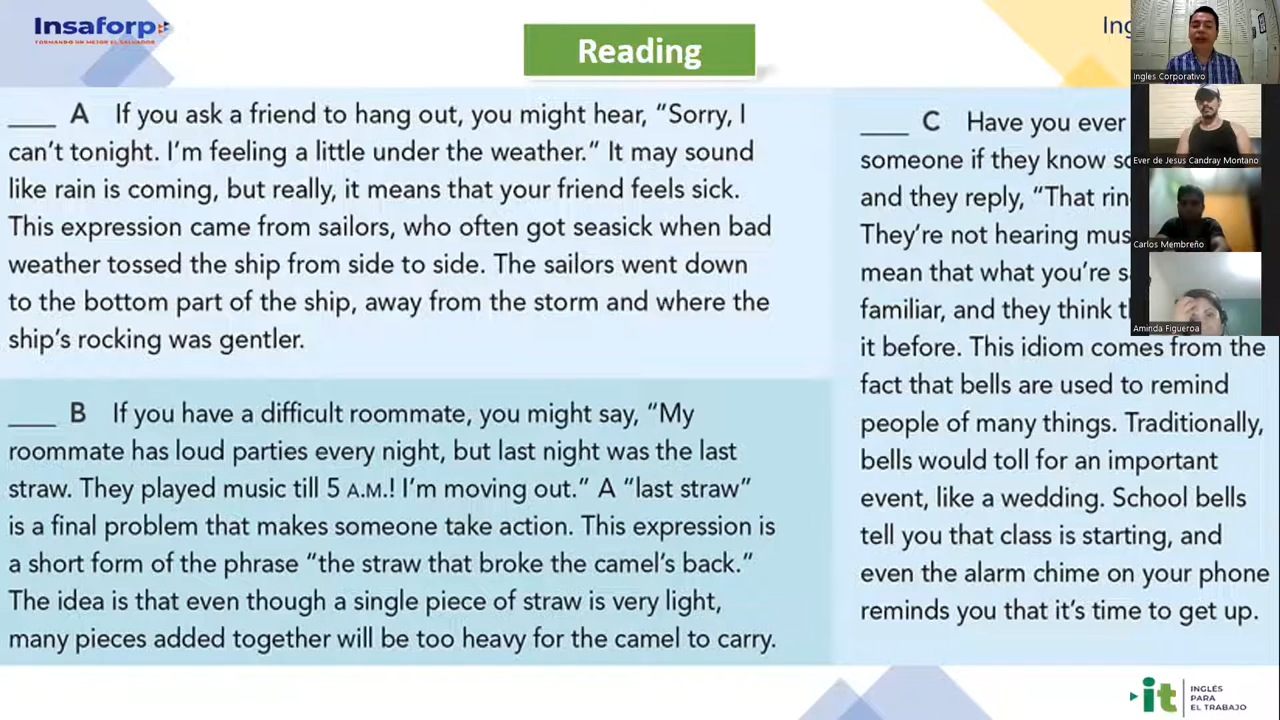 Insaforp
FORMANDO UN MEJOR EL SALVADOR
Reading
Ing
Ingles Corporativo
Ever de Jesus Candray Montano
Carlos Membreño
Aminda Figueroa
___ A If you ask a friend to hang out, you might hear, “Sorry, I
can’t tonight. I’m feeling a little under the weather.” It may sound
like rain is coming, but really, it means that your friend feels sick.
This expression came from sailors, who often got seasick when bad
weather tossed the ship from side to side. The sailors went down
to the bottom part of the ship, away from the storm and where the
ship’s rocking was gentler.
___ B If you have a difficult roommate, you might say, “My
roommate has loud parties every night, but last night was the last
straw. They played music till 5 A.M.! I’m moving out.” A “last straw”
is a final problem that makes someone take action. This expression is
a short form of the phrase “the straw that broke the camel’s back.”
The idea is that even though a single piece of straw is very light,
many pieces added together will be too heavy for the camel to carry.
___ C Have you ever
someone if they know
and they reply, “That
They’re not hearing
mean that what you’re
familiar, and they think
it before. This idiom comes from the
fact that bells are used to remind
people of many things. Traditionally,
bells would toll for an important
event, like a wedding. School bells
tell you that class is starting, and
even the alarm chime on your phone
reminds you that it’s time to get up.
it
INGLÉS
PARA
EL TRABAJO